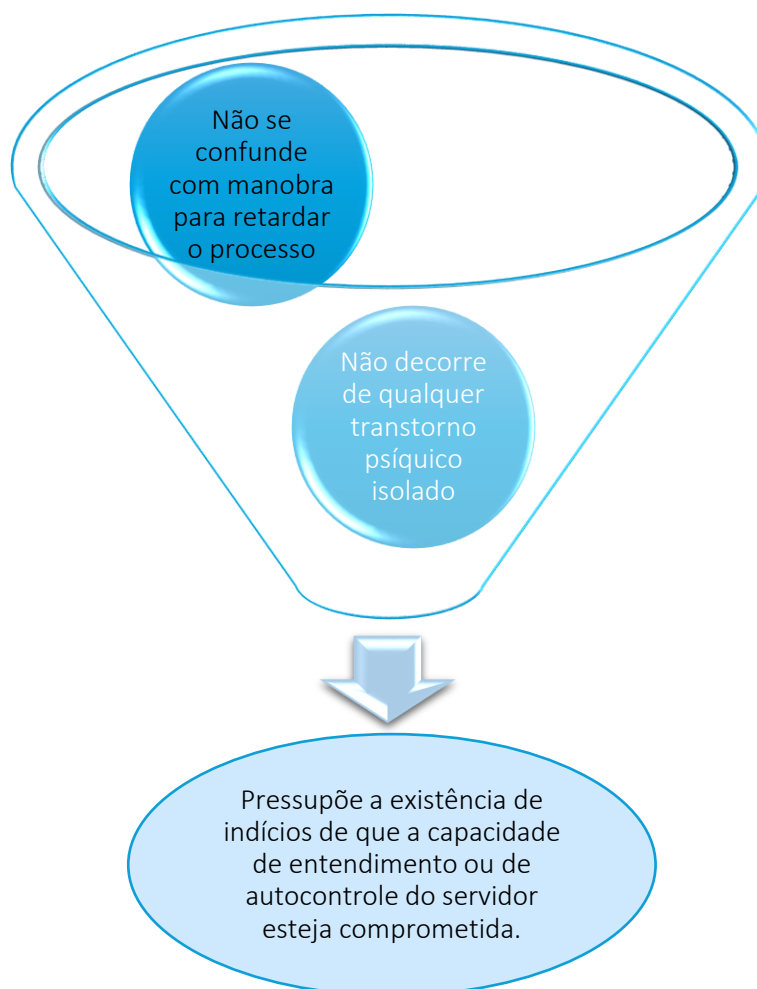 Não se
confunde
com manobra
para retardar
o processo
Não decorre
de qualquer
transtorno
psíquico
isolado
Pressupõe a existência de
indícios de que a capacidade
de entendimento ou de
autocontrole do servidor
esteja comprometida.